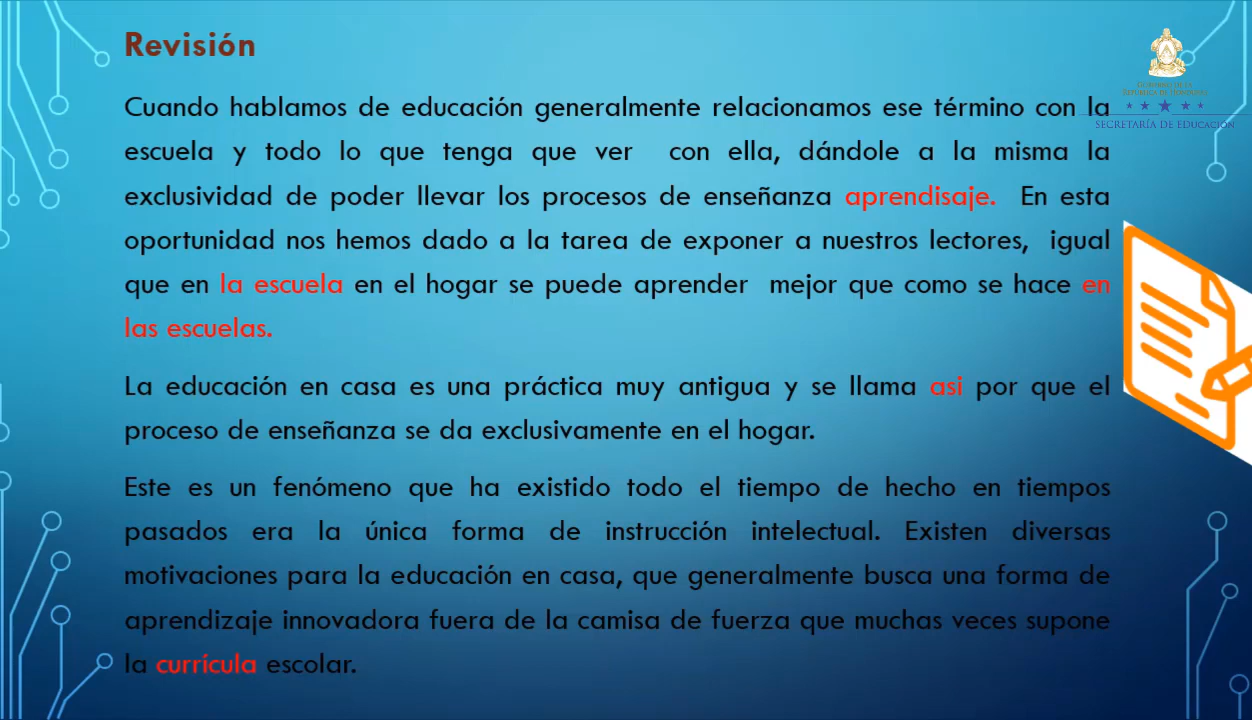 Revisión
Cuando hablamos de educación generalmente relacionamos ese término con la
escuela y todo lo que tenga que ver con ella, dándole a la misma la
exclusividad de poder llevar los procesos de enseñanza aprendisaje. En esta
oportunidad nos hemos dado a la tarea de exponer a nuestros lectores, igual
que en la escuela en el hogar se puede aprender mejor que como se hace en
las escuelas.
La educación en casa es una práctica muy antigua y se llama asi por que el
proceso de enseñanza se da exclusivamente en el hogar.
Este es un fenómeno que ha existido todo el tiempo de hecho en tiempos
pasados era la única forma de instrucción intelectual. Existen diversas
motivaciones para la educación en casa, que generalmente busca una forma de
aprendizaje innovadora fuera de la camisa de fuerza que muchas veces supone
la currícula escolar.
GOBIERNO DE LA
REPÚBLICA DE HONDURAS
SECRETARÍA DE EDUCACIÓN